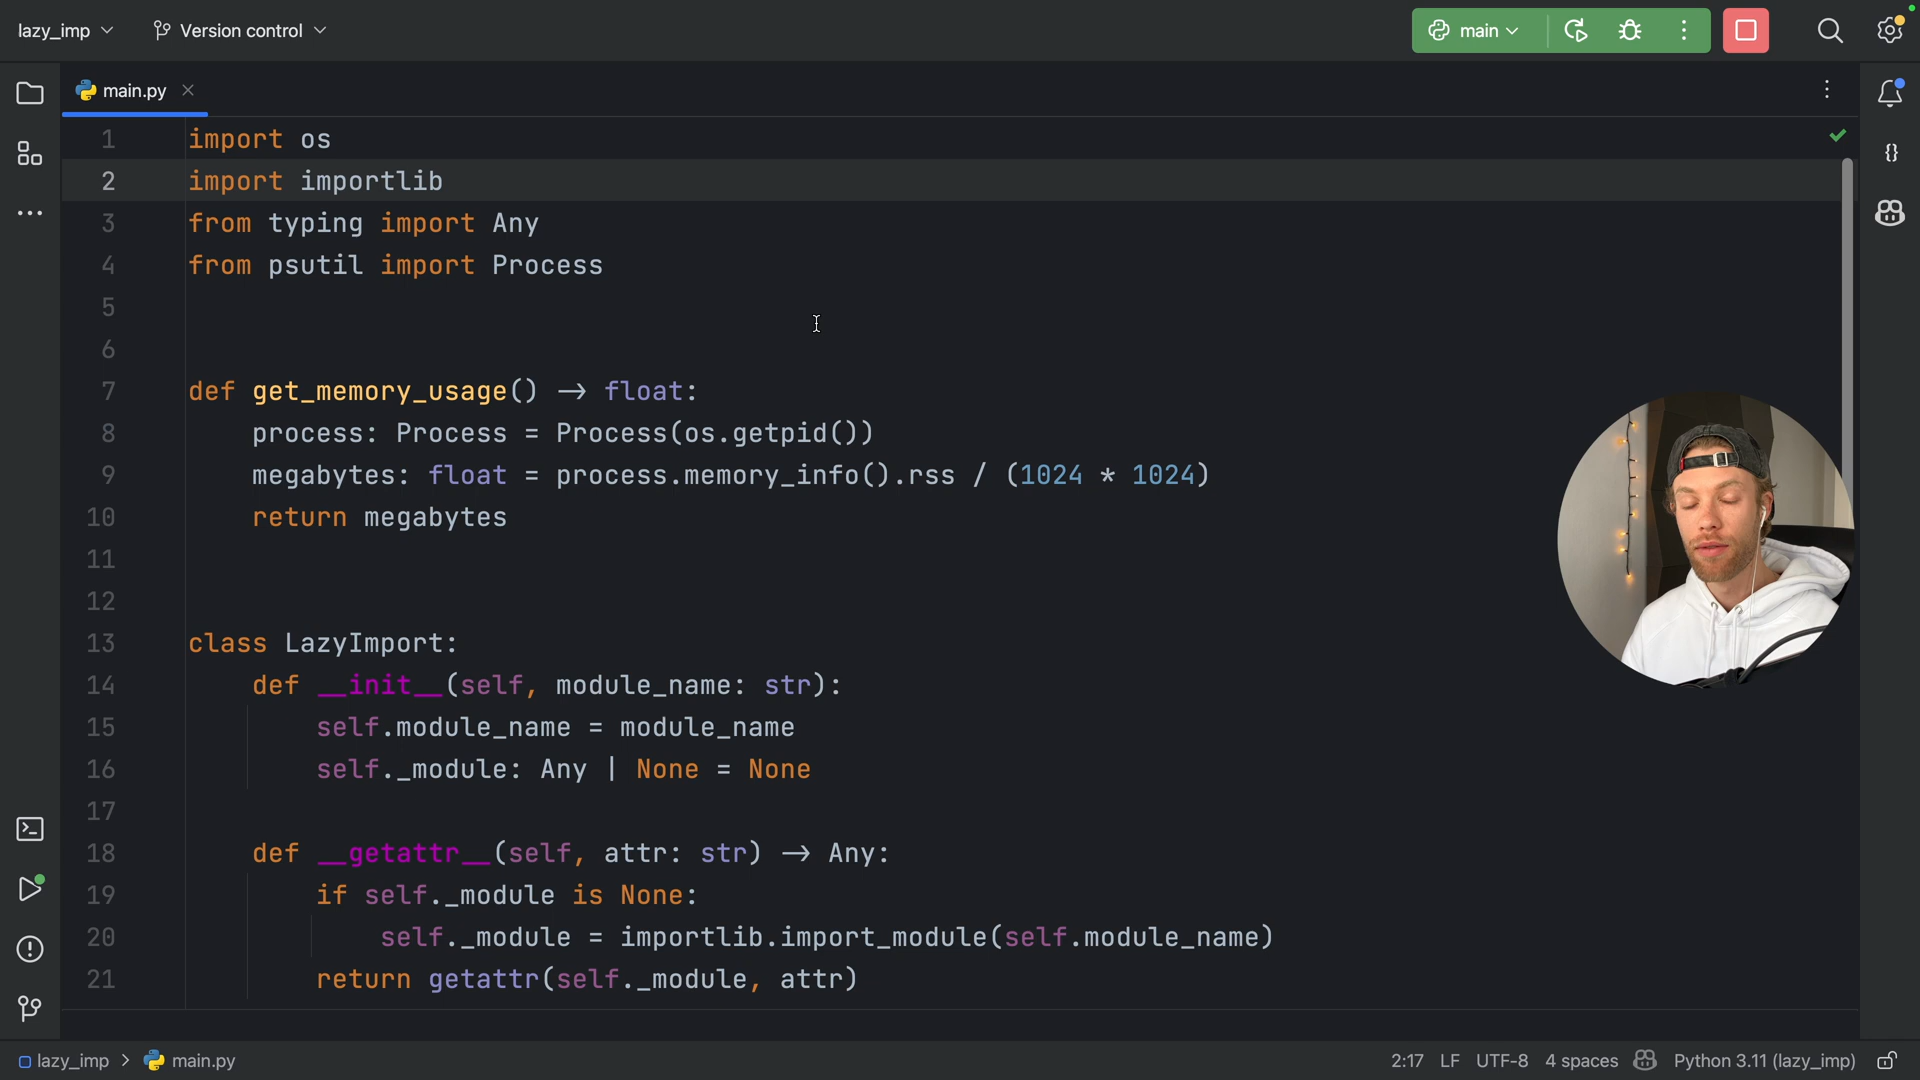 lazy_imp
Version control
main
main.py
1 import os
2 import importlib
3 from typing import Any
4 from psutil import Process
5
6
7 def get_memory_usage() → float:
8 process: Process = Process(os.getpid())
9 megabytes: float = process.memory_info().rss / (1024 * 1024)
10 return megabytes
11
12
13 class LazyImport:
14 def __init__(self, module_name: str):
15 self.module_name = module_name
16 self._module: Any | None = None
17
18 def __getattr__(self, attr: str) → Any:
19 if self._module is None:
20 self._module = importlib.import_module(self.module_name)
21 return getattr(self._module, attr)
lazy_imp > main.py
2:17 LF UTF-8 4 spaces Python 3.11 (lazy_imp)